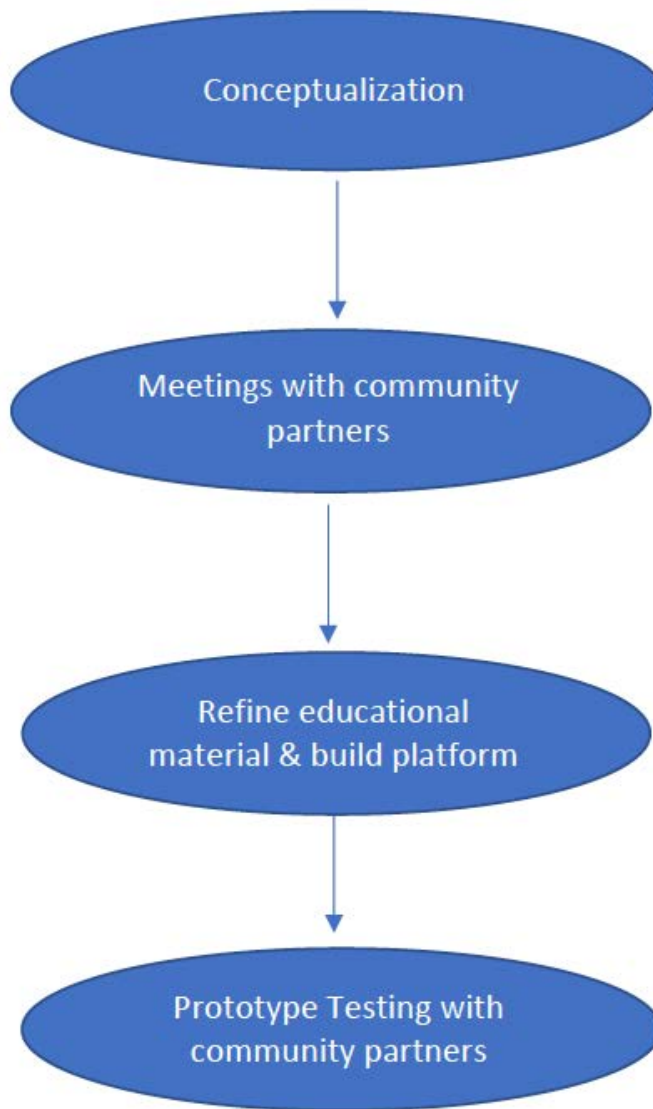 Conceptualization
Meetings with community
partners
Refine educational
material & build platform
Prototype Testing with
community partners